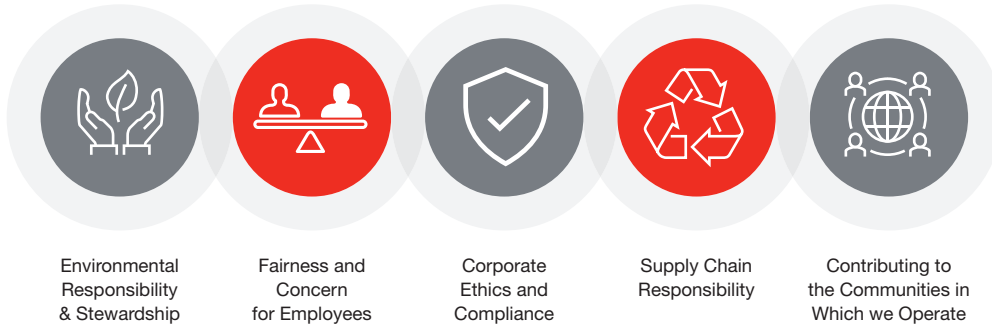 Environmental
Responsibility
& Stewardship
Fairness and
Concern
for Employees
Corporate
Ethics and
Compliance
Supply Chain
Responsibility
Contributing to
the Communities in
Which we Operate